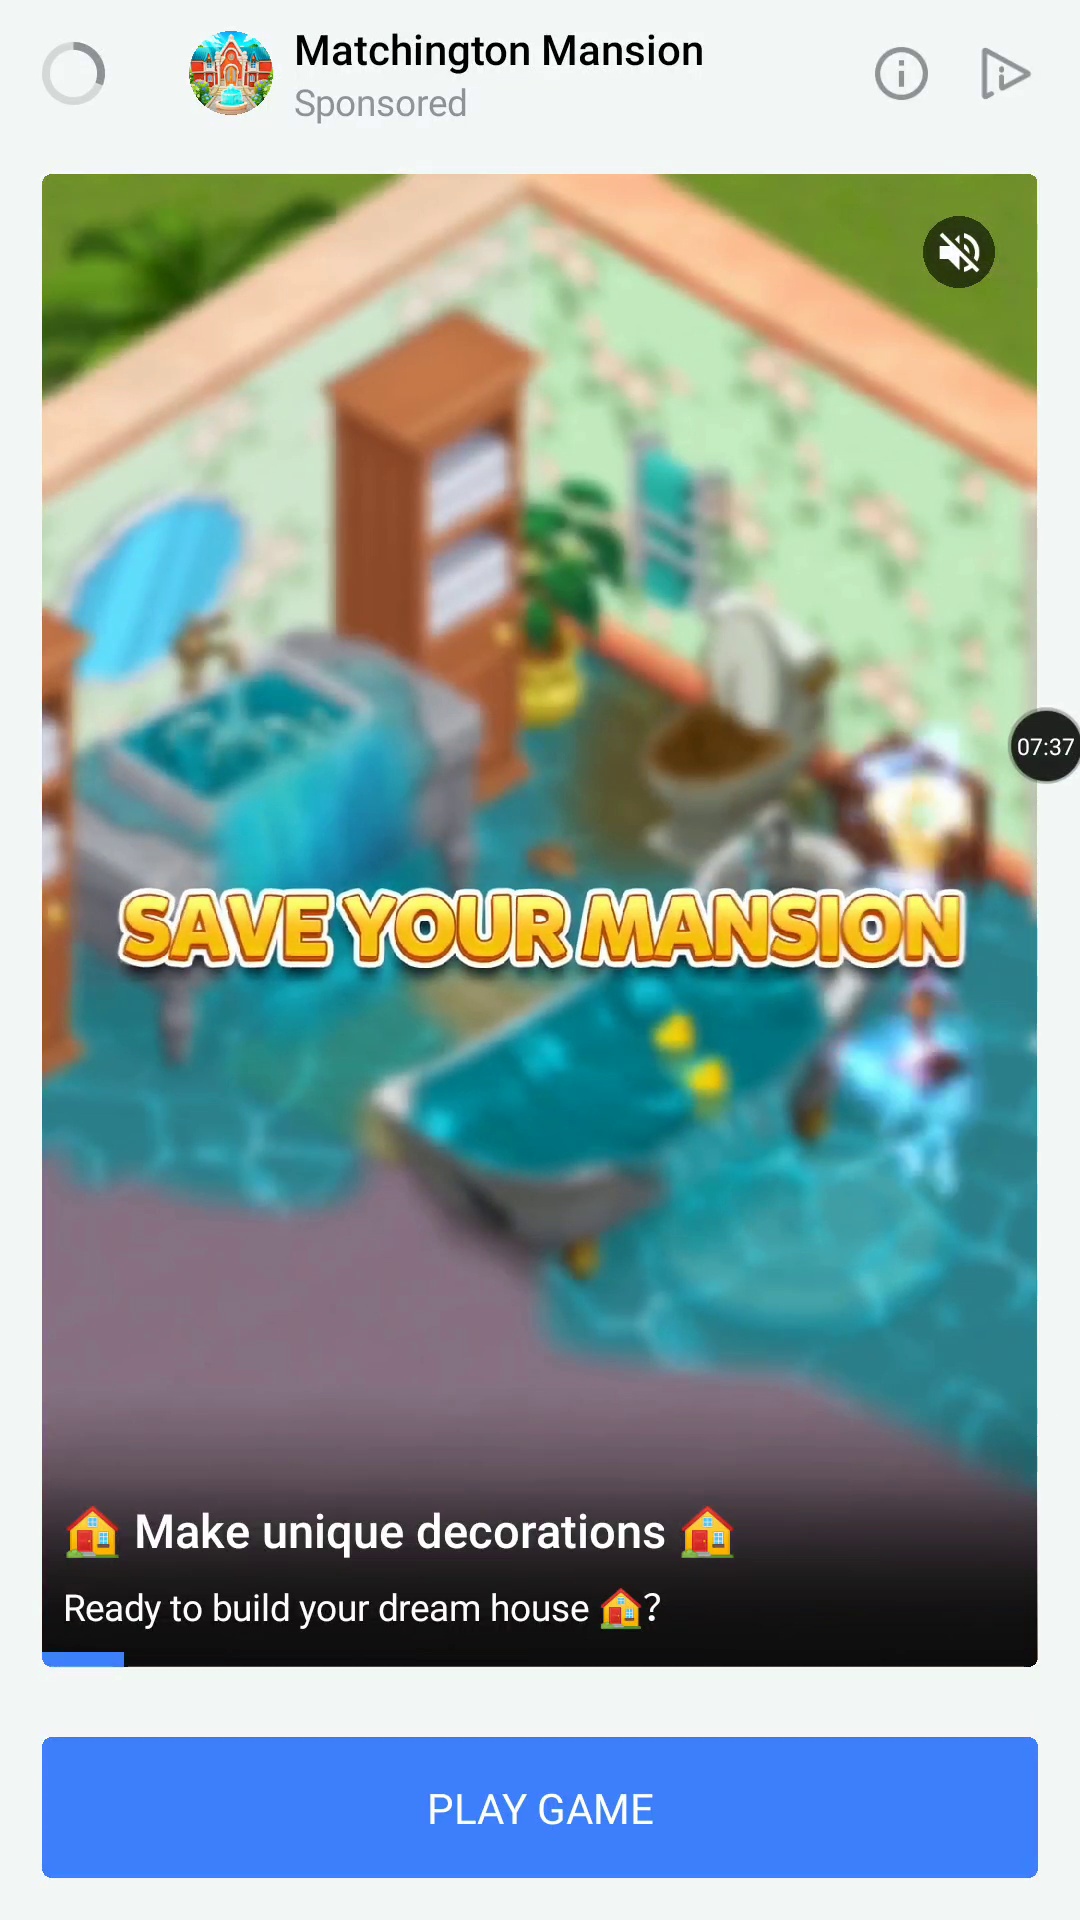 Matchington Mansion
Sponsored
07:37
SAVE YOUR MANSION
🏠 Make unique decorations 🏠
Ready to build your dream house 🏠?
PLAY GAME